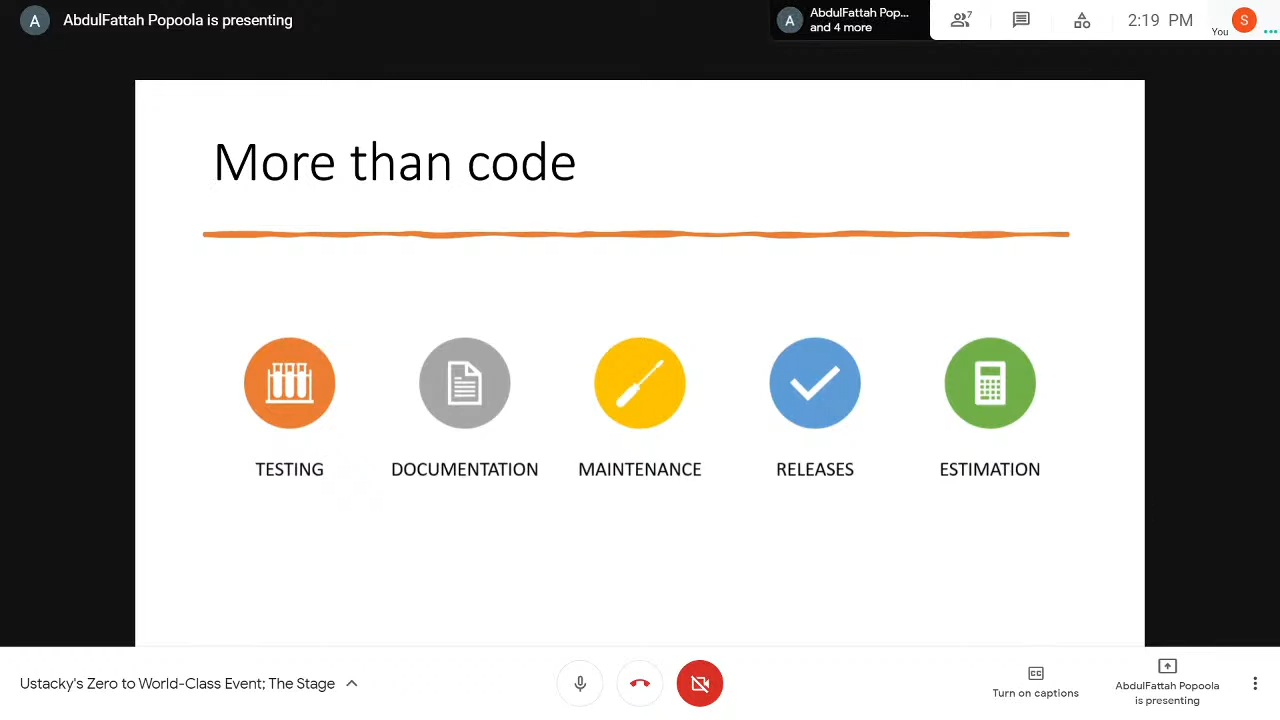 A
AbdulFattah Popoola is presenting
A
AbdulFattah Pop...
and 4 more
7
2:19 PM
You
S
More than code
TESTING
DOCUMENTATION
MAINTENANCE
RELEASES
ESTIMATION
Ustacky's Zero to World-Class Event; The Stage
CC
Turn on captions
AbdulFattah Popoola
is presenting